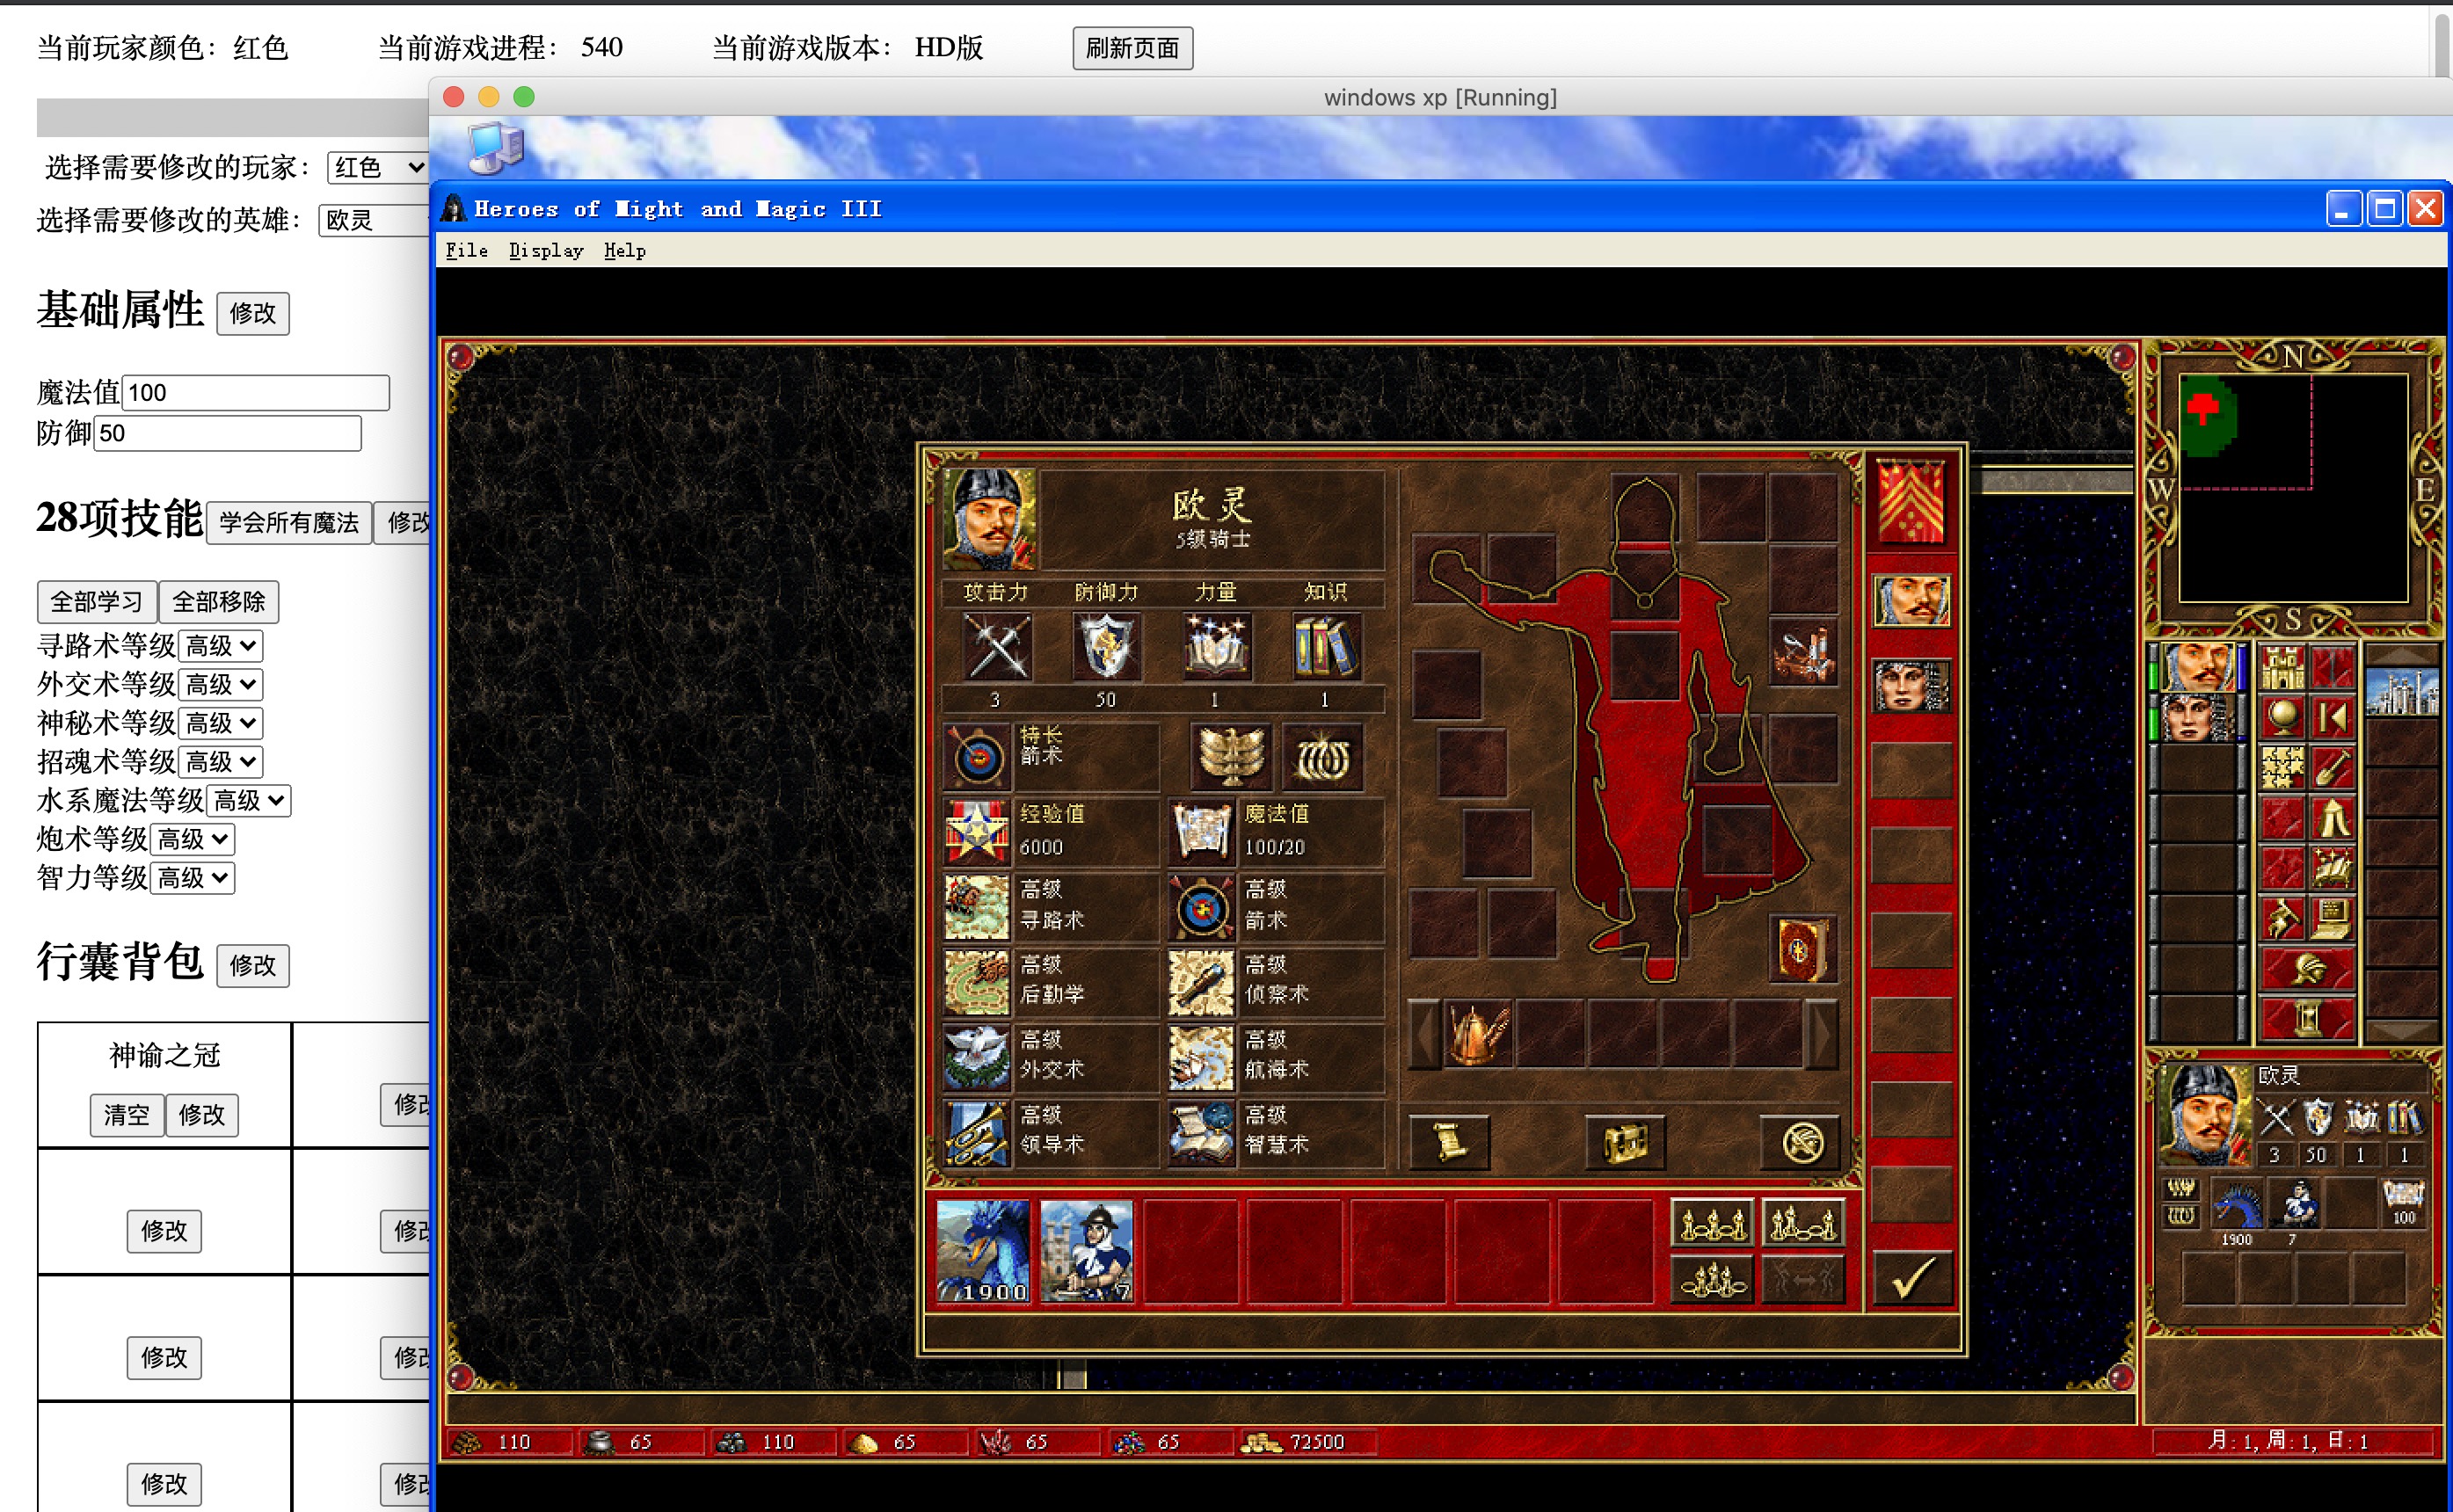 当前玩家颜色：红色 当前游戏进程： 540 当前游戏版本： HD版 刷新页面
windows xp [Running]
选择需要修改的玩家： 红色
选择需要修改的英雄： 欧灵
基础属性 修改
魔法值 100
防御 50
28项技能 学会所有魔法 修改
全部学习 全部移除
寻路术等级 高级
外交术等级 高级
神秘术等级 高级
招魂术等级 高级
水系魔法等级 高级
炮术等级 高级
智力等级 高级
行囊背包 修改
神谕之冠
清空 修改 修改
修改 修改
修改 修改
修改 修改
Heroes of Might and Magic III
File Display Help
欧灵
5级骑士
攻击力 防御力 力量 知识
3 50 1 1
特长
箭术
经验值 魔法值
6000 100/20
高级 高级
寻路术 箭术
高级 高级
后勤学 侦察术
高级 高级
外交术 航海术
高级 高级
领导术 智慧术
1900 7
N
W E
S
欧灵
3 50 1 1
100
1900 7
110 65 110 65 65 65 72500
月: 1, 周: 1, 日: 1